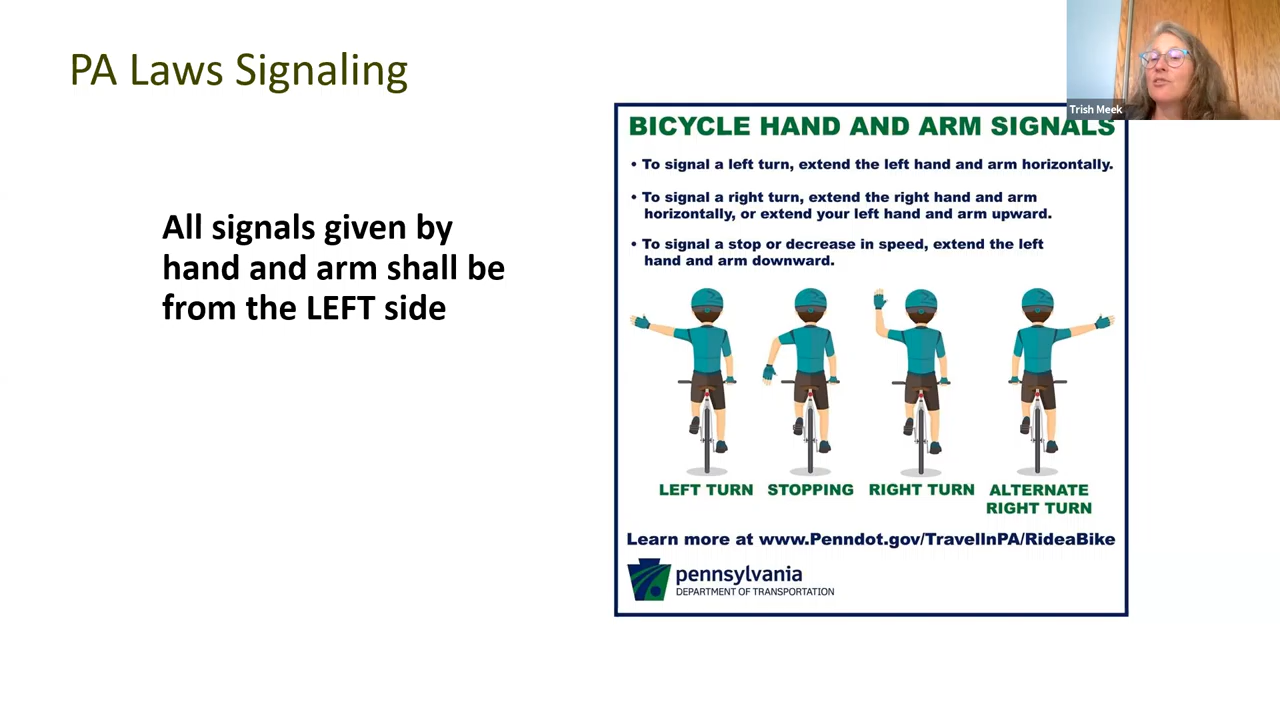 PA Laws Signaling
Trish Meek
All signals given by
hand and arm shall be
from the LEFT side
BICYCLE HAND AND ARM SIGNALS
• To signal a left turn, extend the left hand and arm horizontally.
• To signal a right turn, extend the right hand and arm
horizontally, or extend your left hand and arm upward.
• To signal a stop or decrease in speed, extend the left
hand and arm downward.
LEFT TURN
STOPPING
RIGHT TURN
ALTERNATE
RIGHT TURN
Learn more at www.Penndot.gov/TravelInPA/RideaBike
pennsylvania
DEPARTMENT OF TRANSPORTATION